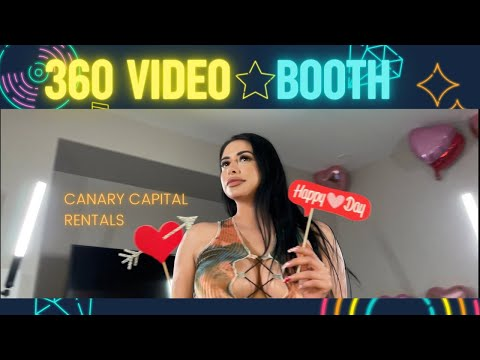 360 VIDEO BOOTH
CANARY CAPITAL
RENTALS
Happy Day